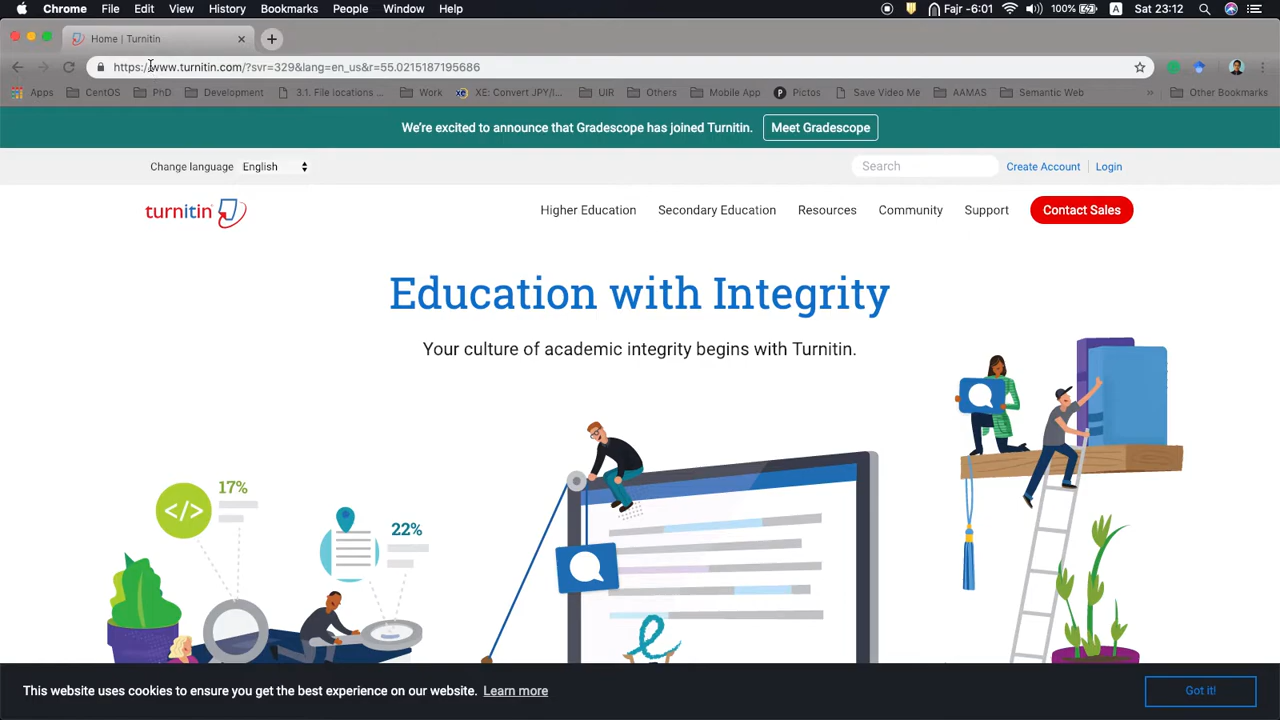 Chrome File Edit View History Bookmarks People Window Help Fajr -6:01 100% A Sat 23:12
Home | Turnitin
https://www.turnitin.com/?svr=329&lang=en_us&r=55.0215187195686
Apps CentOS PhD Development 3.1. File locations ... Work XE: Convert JPY/I... UIR Others Mobile App Pictos Save Video Me AAMAS Semantic Web » Other Bookmarks
We're excited to announce that Gradescope has joined Turnitin. Meet Gradescope
Change language English Search Create Account Login
turnitin Higher Education Secondary Education Resources Community Support Contact Sales
Education with Integrity
Your culture of academic integrity begins with Turnitin.
</> 17%
22%
e
This website uses cookies to ensure you get the best experience on our website. Learn more Got it!